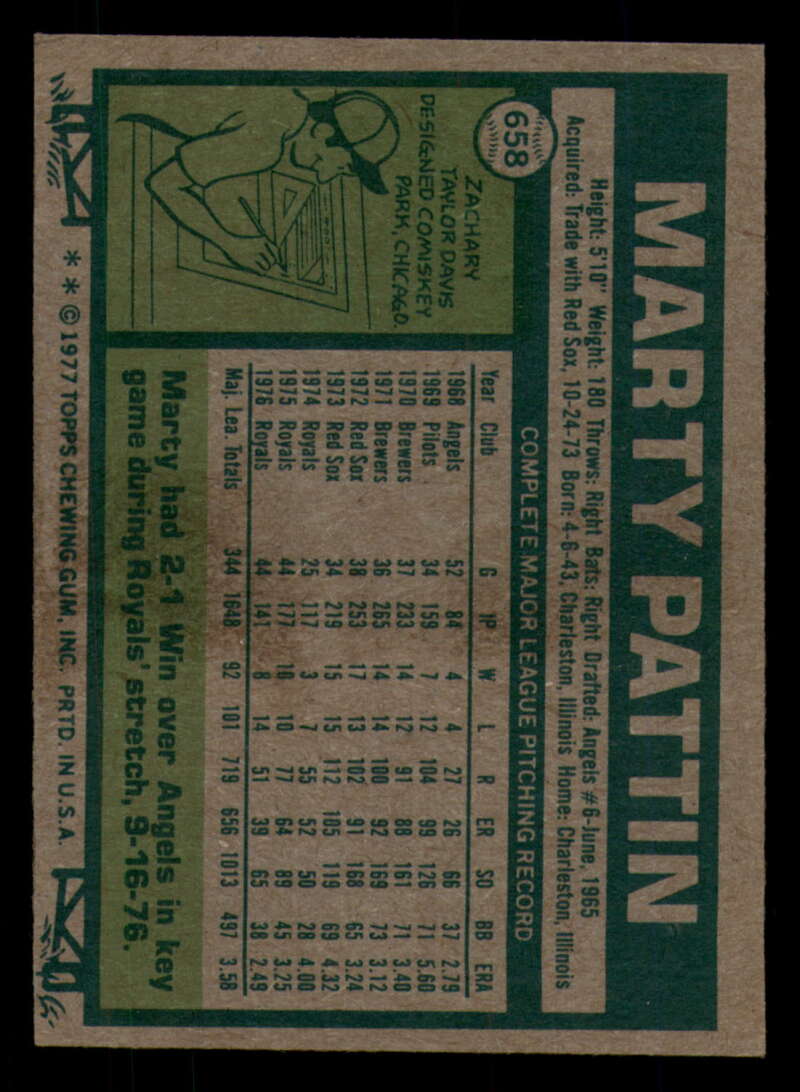 MARTY PATTIN
Height: 5'10" Weight: 180 Throws: Right Bats: Right Drafted: Angels #6-June, 1965
Acquired: Trade with Red Sox, 10-24-73 Born: 4-6-43, Charleston, Illinois Home: Charleston, Illinois
658
ZACHARY
TAYLOR DAVIS
DESIGNED COMISKEY
PARK, CHICAGO.
COMPLETE MAJOR LEAGUE PITCHING RECORD
Year Club G IP W L R ER SO BB ERA
1968 Angels 52 84 4 4 27 26 66 37 2.79
1969 Pilots 34 159 7 12 104 99 126 71 5.60
1970 Brewers 37 233 14 12 91 88 161 71 3.40
1971 Brewers 36 265 14 14 100 92 169 73 3.12
1972 Red Sox 38 253 17 13 102 91 168 65 3.24
1973 Red Sox 34 219 15 15 112 105 119 69 4.32
1974 Royals 25 117 3 7 55 52 50 28 4.00
1975 Royals 44 177 10 10 77 64 89 45 3.25
1976 Royals 44 141 8 14 51 39 65 38 2.49
Maj. Lea. Totals 344 1648 92 101 719 656 1013 497 3.58
Marty had 2-1 Win over Angels in key
game during Royals' stretch, 9-16-76.
* * © 1977 TOPPS CHEWING GUM, INC. PRTD. IN U.S.A.